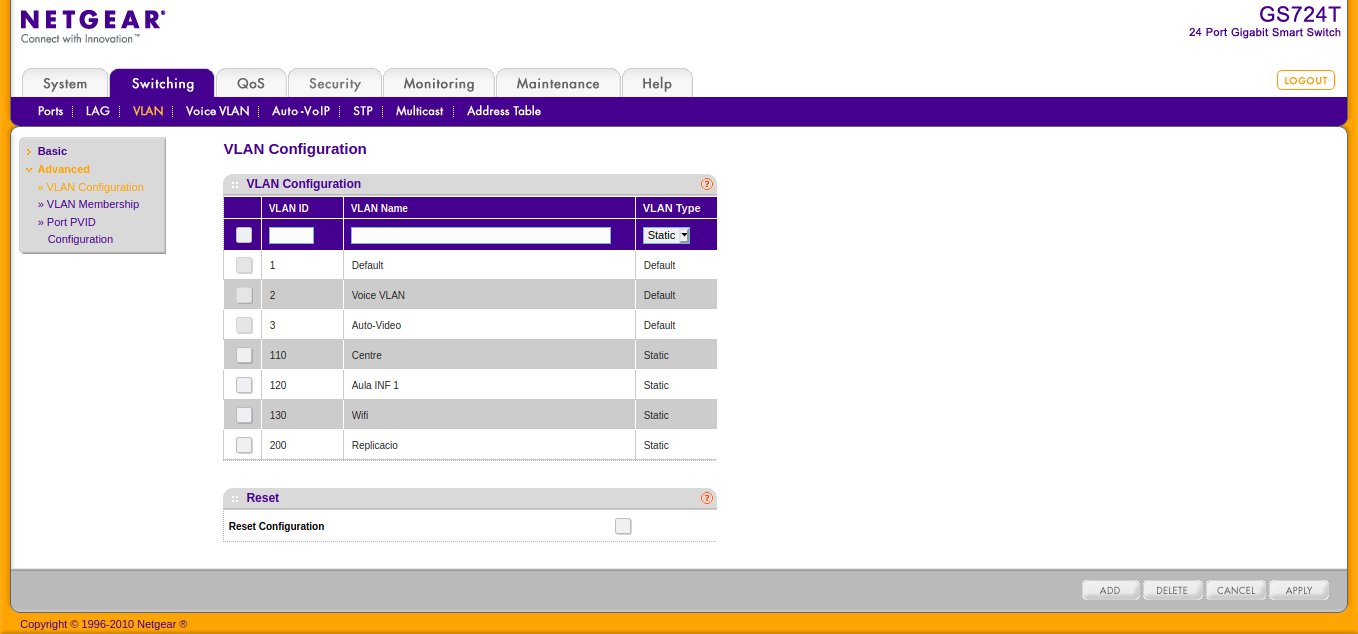 NETGEAR®
Connect with Innovation™
GS724T
24 Port Gigabit Smart Switch
System Switching QoS Security Monitoring Maintenance Help
LOGOUT
Ports LAG VLAN Voice VLAN Auto-VoIP STP Multicast Address Table
Basic
Advanced
» VLAN Configuration
» VLAN Membership
» Port PVID
Configuration
VLAN Configuration
VLAN Configuration ?
VLAN ID VLAN Name VLAN Type
Static
1 Default Default
2 Voice VLAN Default
3 Auto-Video Default
110 Centre Static
120 Aula INF 1 Static
130 Wifi Static
200 Replicacio Static
Reset ?
Reset Configuration
ADD DELETE CANCEL APPLY
Copyright © 1996-2010 Netgear ®